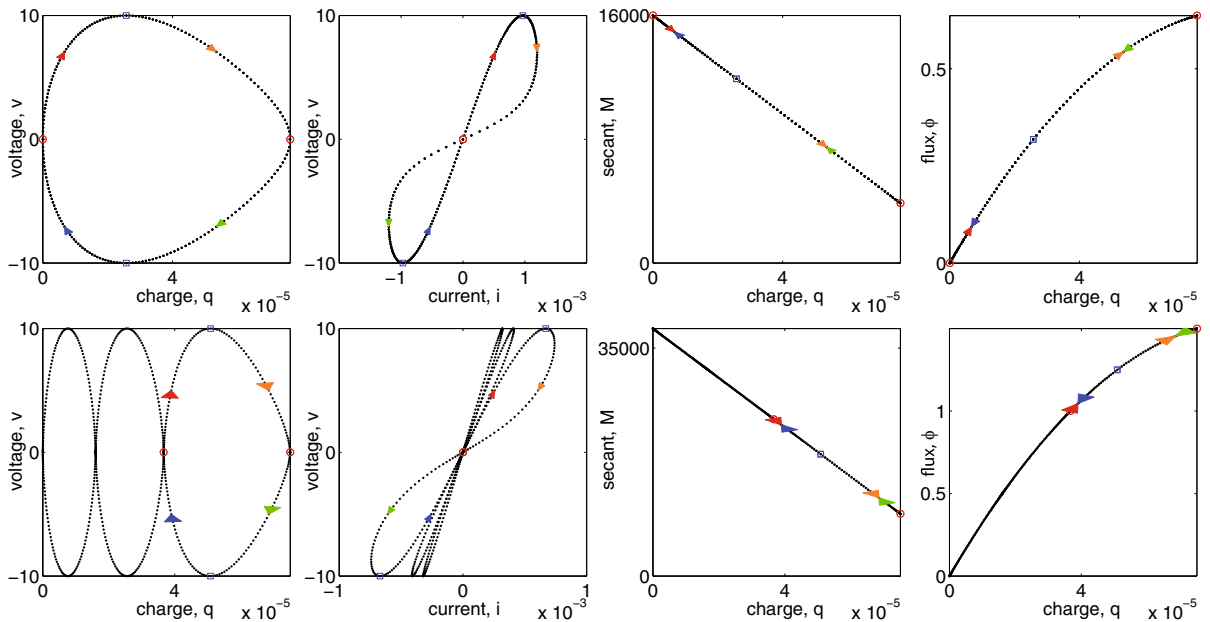 10
0
−10
voltage, v
0
4
x 10⁻⁵
charge, q
10
0
−10
voltage, v
−1
0
1
x 10⁻³
current, i
16000
0
secant, M
0
4
x 10⁻⁵
charge, q
0.5
0
flux, ϕ
0
4
x 10⁻⁵
charge, q
10
0
−10
voltage, v
0
4
x 10⁻⁵
charge, q
10
0
−10
voltage, v
−1
0
1
x 10⁻³
current, i
35000
0
secant, M
0
4
x 10⁻⁵
charge, q
1
0.5
0
flux, ϕ
0
4
x 10⁻⁵
charge, q